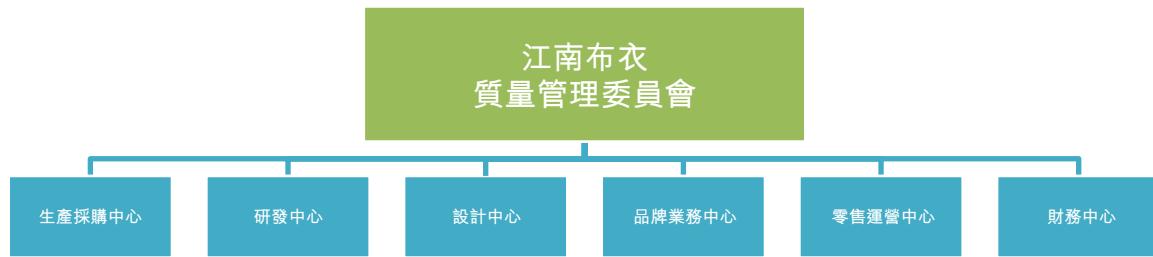 江南布衣
質量管理委員會
生產採購中心
研發中心
設計中心
品牌業務中心
零售運營中心
財務中心